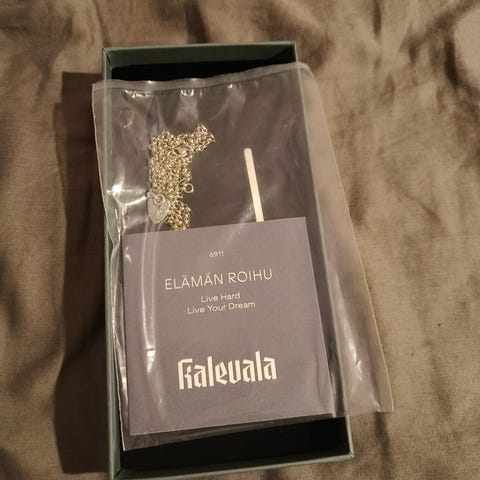 6911
ELÄMÄN ROIHU
Live Hard
Live Your Dream
Kalevala